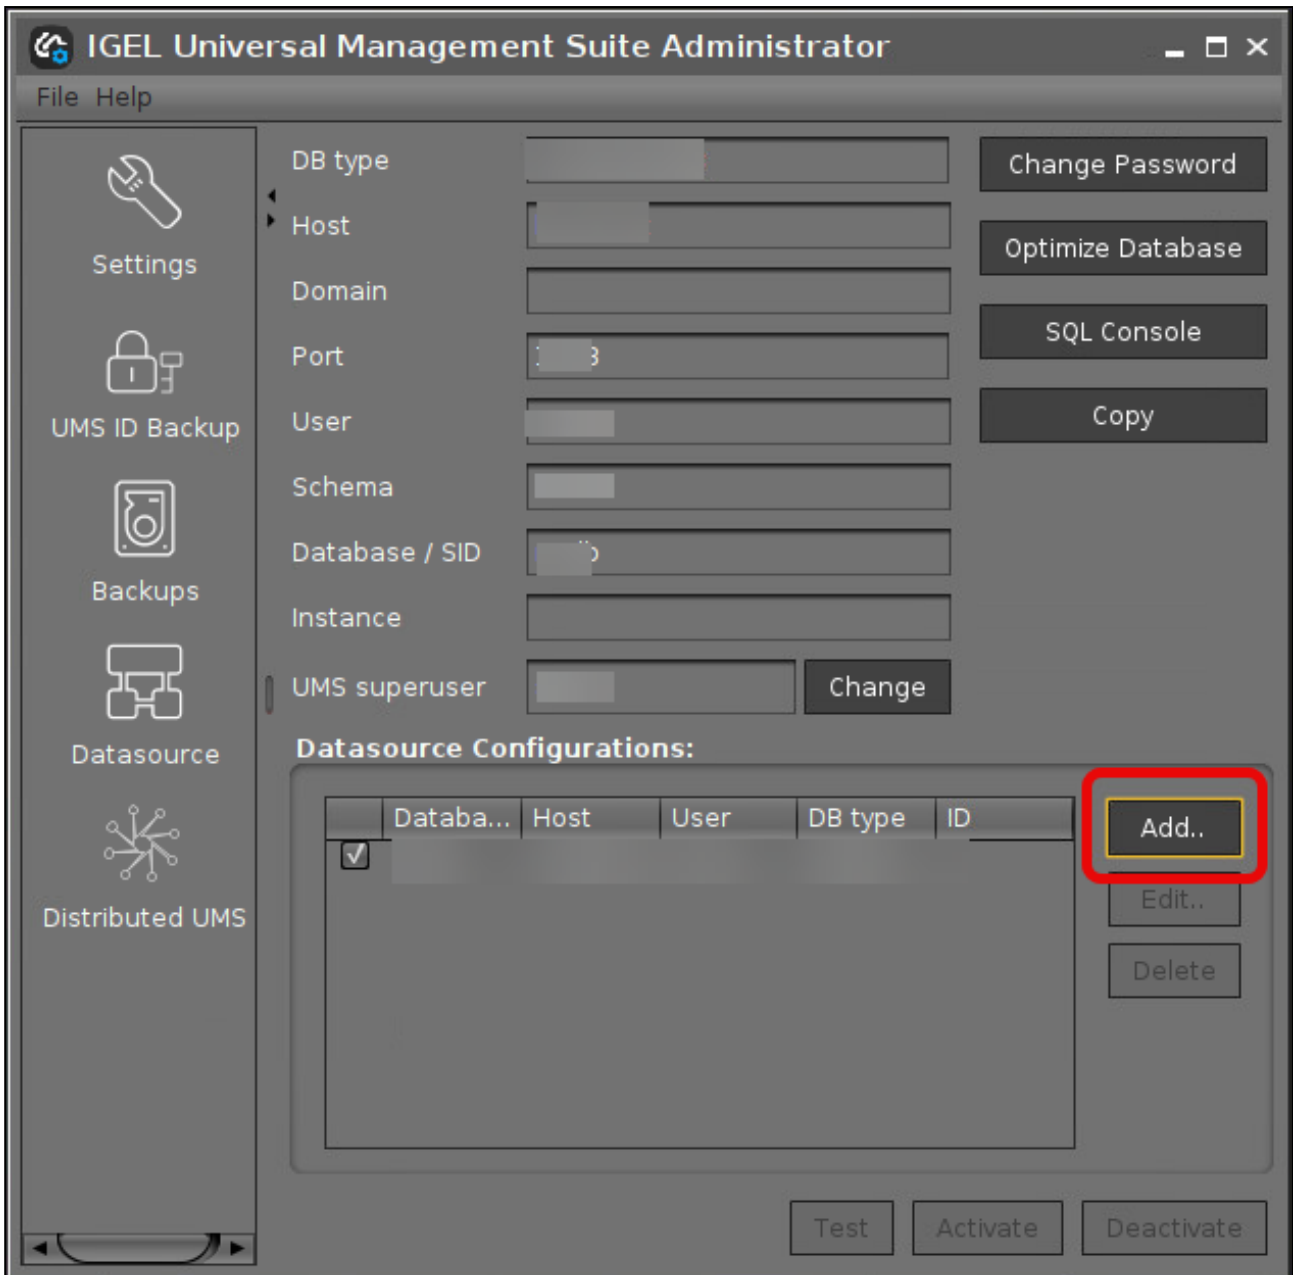 IGEL Universal Management Suite Administrator
File Help
Settings
UMS ID Backup
Backups
Datasource
Distributed UMS
DB type
Host
Domain
Port
User
Schema
Database / SID
Instance
UMS superuser
Change
Change Password
Optimize Database
SQL Console
Copy
Datasource Configurations:
Databa... Host User DB type ID
Add..
Edit..
Delete
Test Activate Deactivate